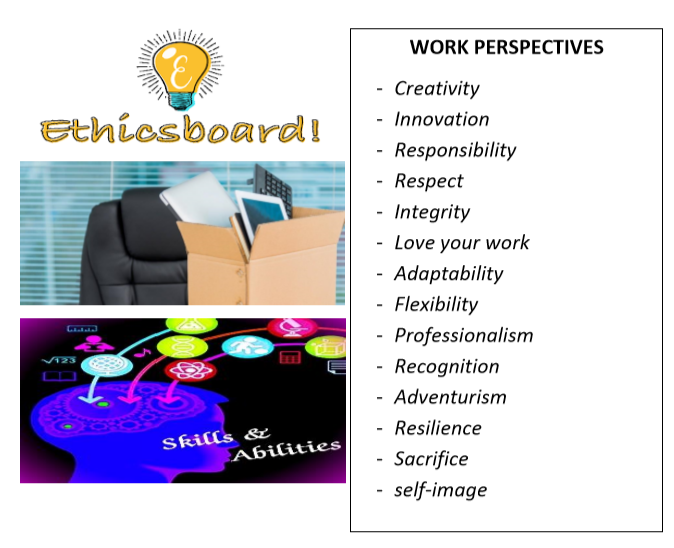 E
Ethicsboard!
√123
Skills &
Abilities
WORK PERSPECTIVES
- Creativity
- Innovation
- Responsibility
- Respect
- Integrity
- Love your work
- Adaptability
- Flexibility
- Professionalism
- Recognition
- Adventurism
- Resilience
- Sacrifice
- self-image